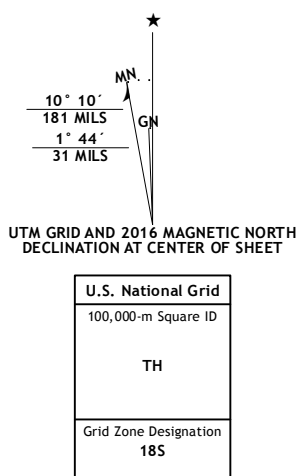 ★
MN
GN
10° 10´
181 MILS
1° 44´
31 MILS
UTM GRID AND 2016 MAGNETIC NORTH
DECLINATION AT CENTER OF SHEET
U.S. National Grid
100,000-m Square ID
TH
Grid Zone Designation
18S